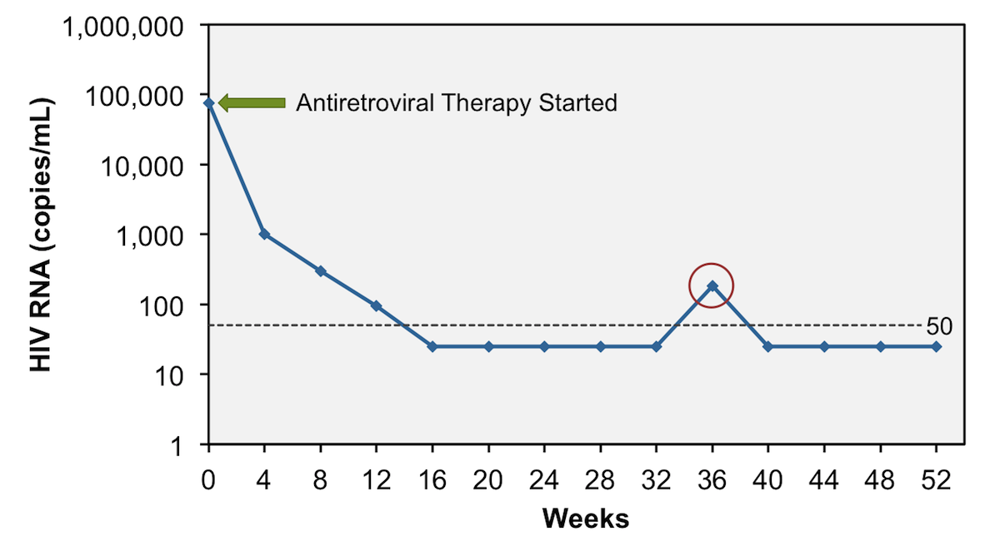 1,000,000
100,000
Antiretroviral Therapy Started
10,000
1,000
100
50
10
1
HIV RNA (copies/mL)
0 4 8 12 16 20 24 28 32 36 40 44 48 52
Weeks